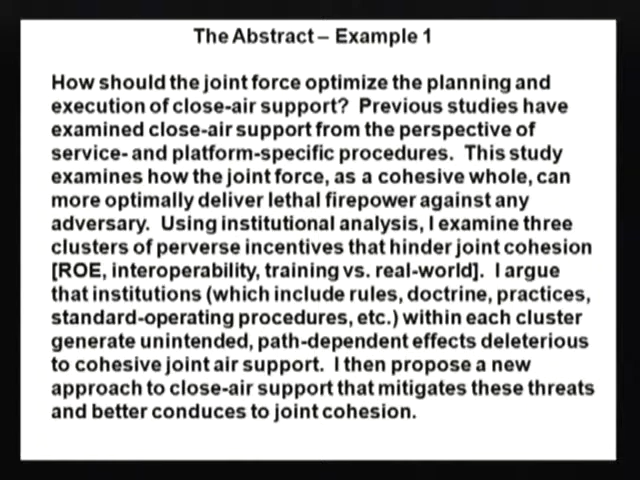 The Abstract – Example 1
How should the joint force optimize the planning and
execution of close-air support?  Previous studies have
examined close-air support from the perspective of
service- and platform-specific procedures.  This study
examines how the joint force, as a cohesive whole, can
more optimally deliver lethal firepower against any
adversary.  Using institutional analysis, I examine three
clusters of perverse incentives that hinder joint cohesion
[ROE, interoperability, training vs. real-world].  I argue
that institutions (which include rules, doctrine, practices,
standard-operating procedures, etc.) within each cluster
generate unintended, path-dependent effects deleterious
to cohesive joint air support.  I then propose a new
approach to close-air support that mitigates these threats
and better conduces to joint cohesion.